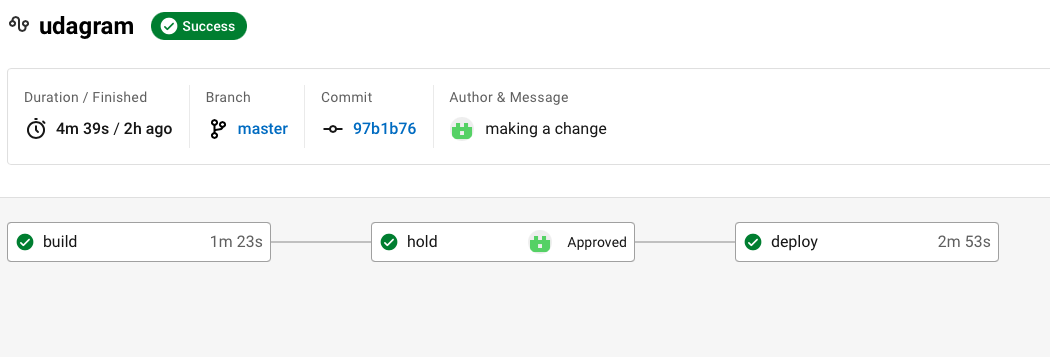 udagram Success
Duration / Finished Branch Commit Author & Message
4m 39s / 2h ago master 97b1b76 making a change
build 1m 23s hold Approved deploy 2m 53s